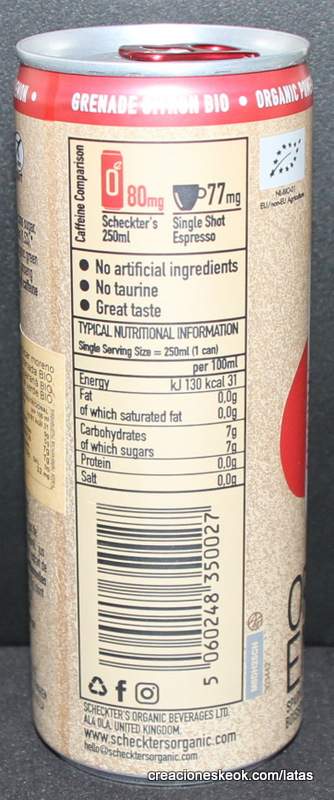 GRENADE CITRON BIO • ORGANIC
Caffeine Comparison
80mg
77mg
Scheckter's
250ml
Single Shot
Espresso
• No artificial ingredients
• No taurine
• Great taste
TYPICAL NUTRITIONAL INFORMATION
Single Serving Size = 250ml (1 can)
per 100ml
Energy kJ 130 kcal 31
Fat 0,0g
of which saturated fat 0,0g
Carbohydrates 7g
of which sugars 7g
Protein 0,0g
Salt 0,0g
5 060248 350027
SCHECKTER'S ORGANIC BEVERAGES LTD.
AL4 0LA. UNITED KINGDOM.
www.schecktersorganic.com
hello@schecktersorganic.com
EU/non-EU Agriculture
creacioneskeok.com/latas